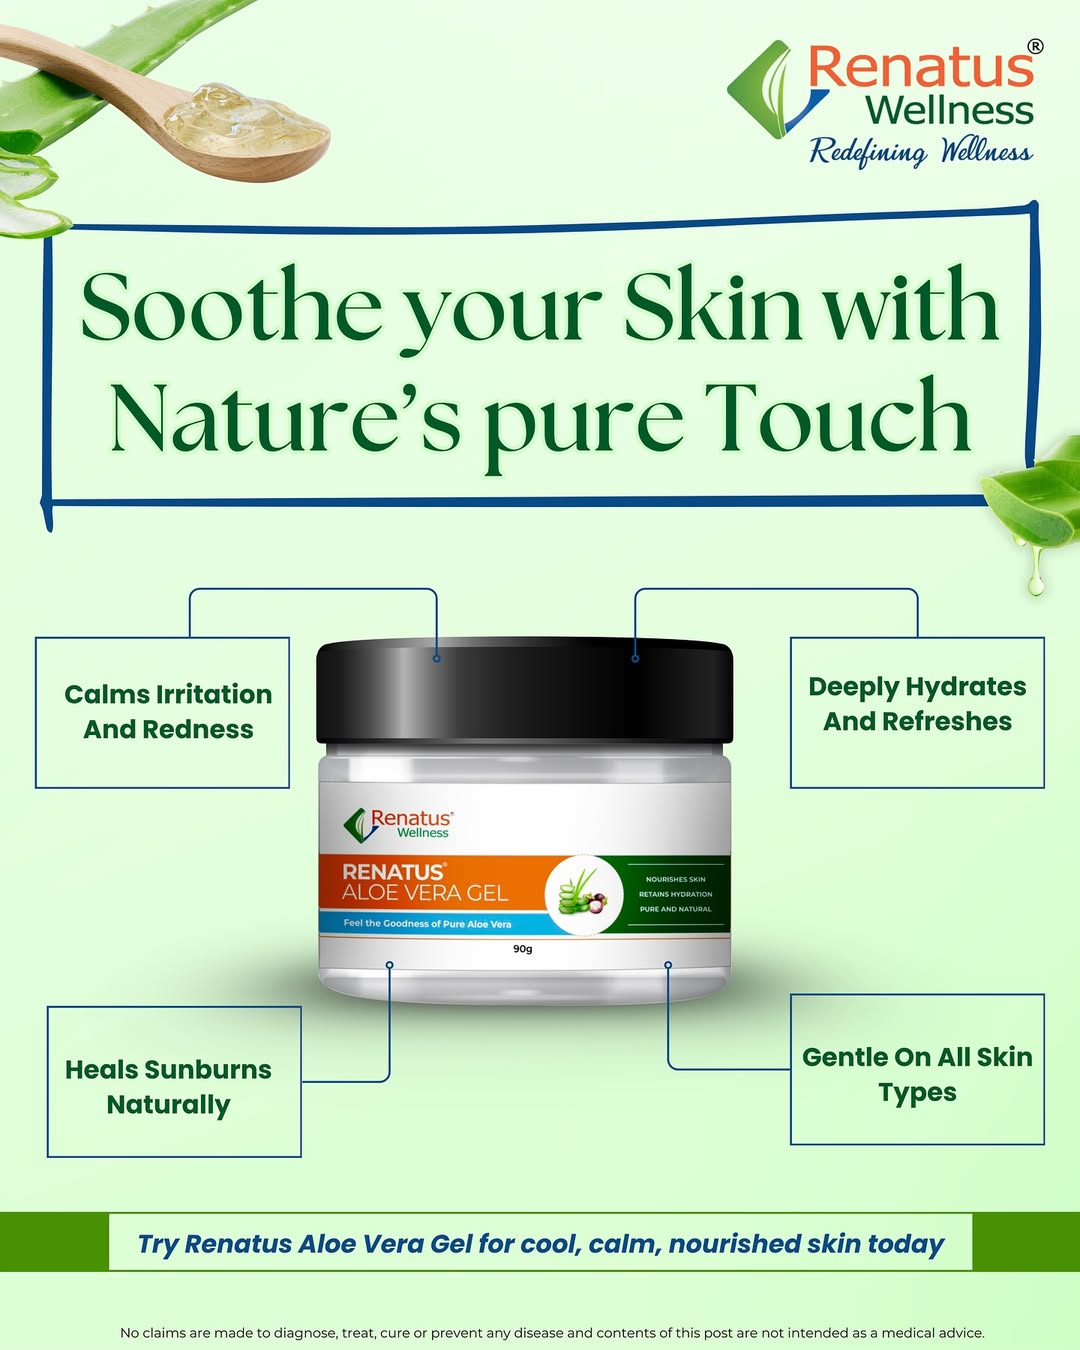 Renatus®
Wellness
Redefining Wellness
Soothe your Skin with
Nature's pure Touch
Calms Irritation
And Redness
Deeply Hydrates
And Refreshes
Renatus®
Wellness
RENATUS®
ALOE VERA GEL
Feel the Goodness of Pure Aloe Vera
NOURISHES SKIN
RETAINS HYDRATION
PURE AND NATURAL
90g
Heals Sunburns
Naturally
Gentle On All Skin
Types
Try Renatus Aloe Vera Gel for cool, calm, nourished skin today
No claims are made to diagnose, treat, cure or prevent any disease and contents of this post are not intended as a medical advice.